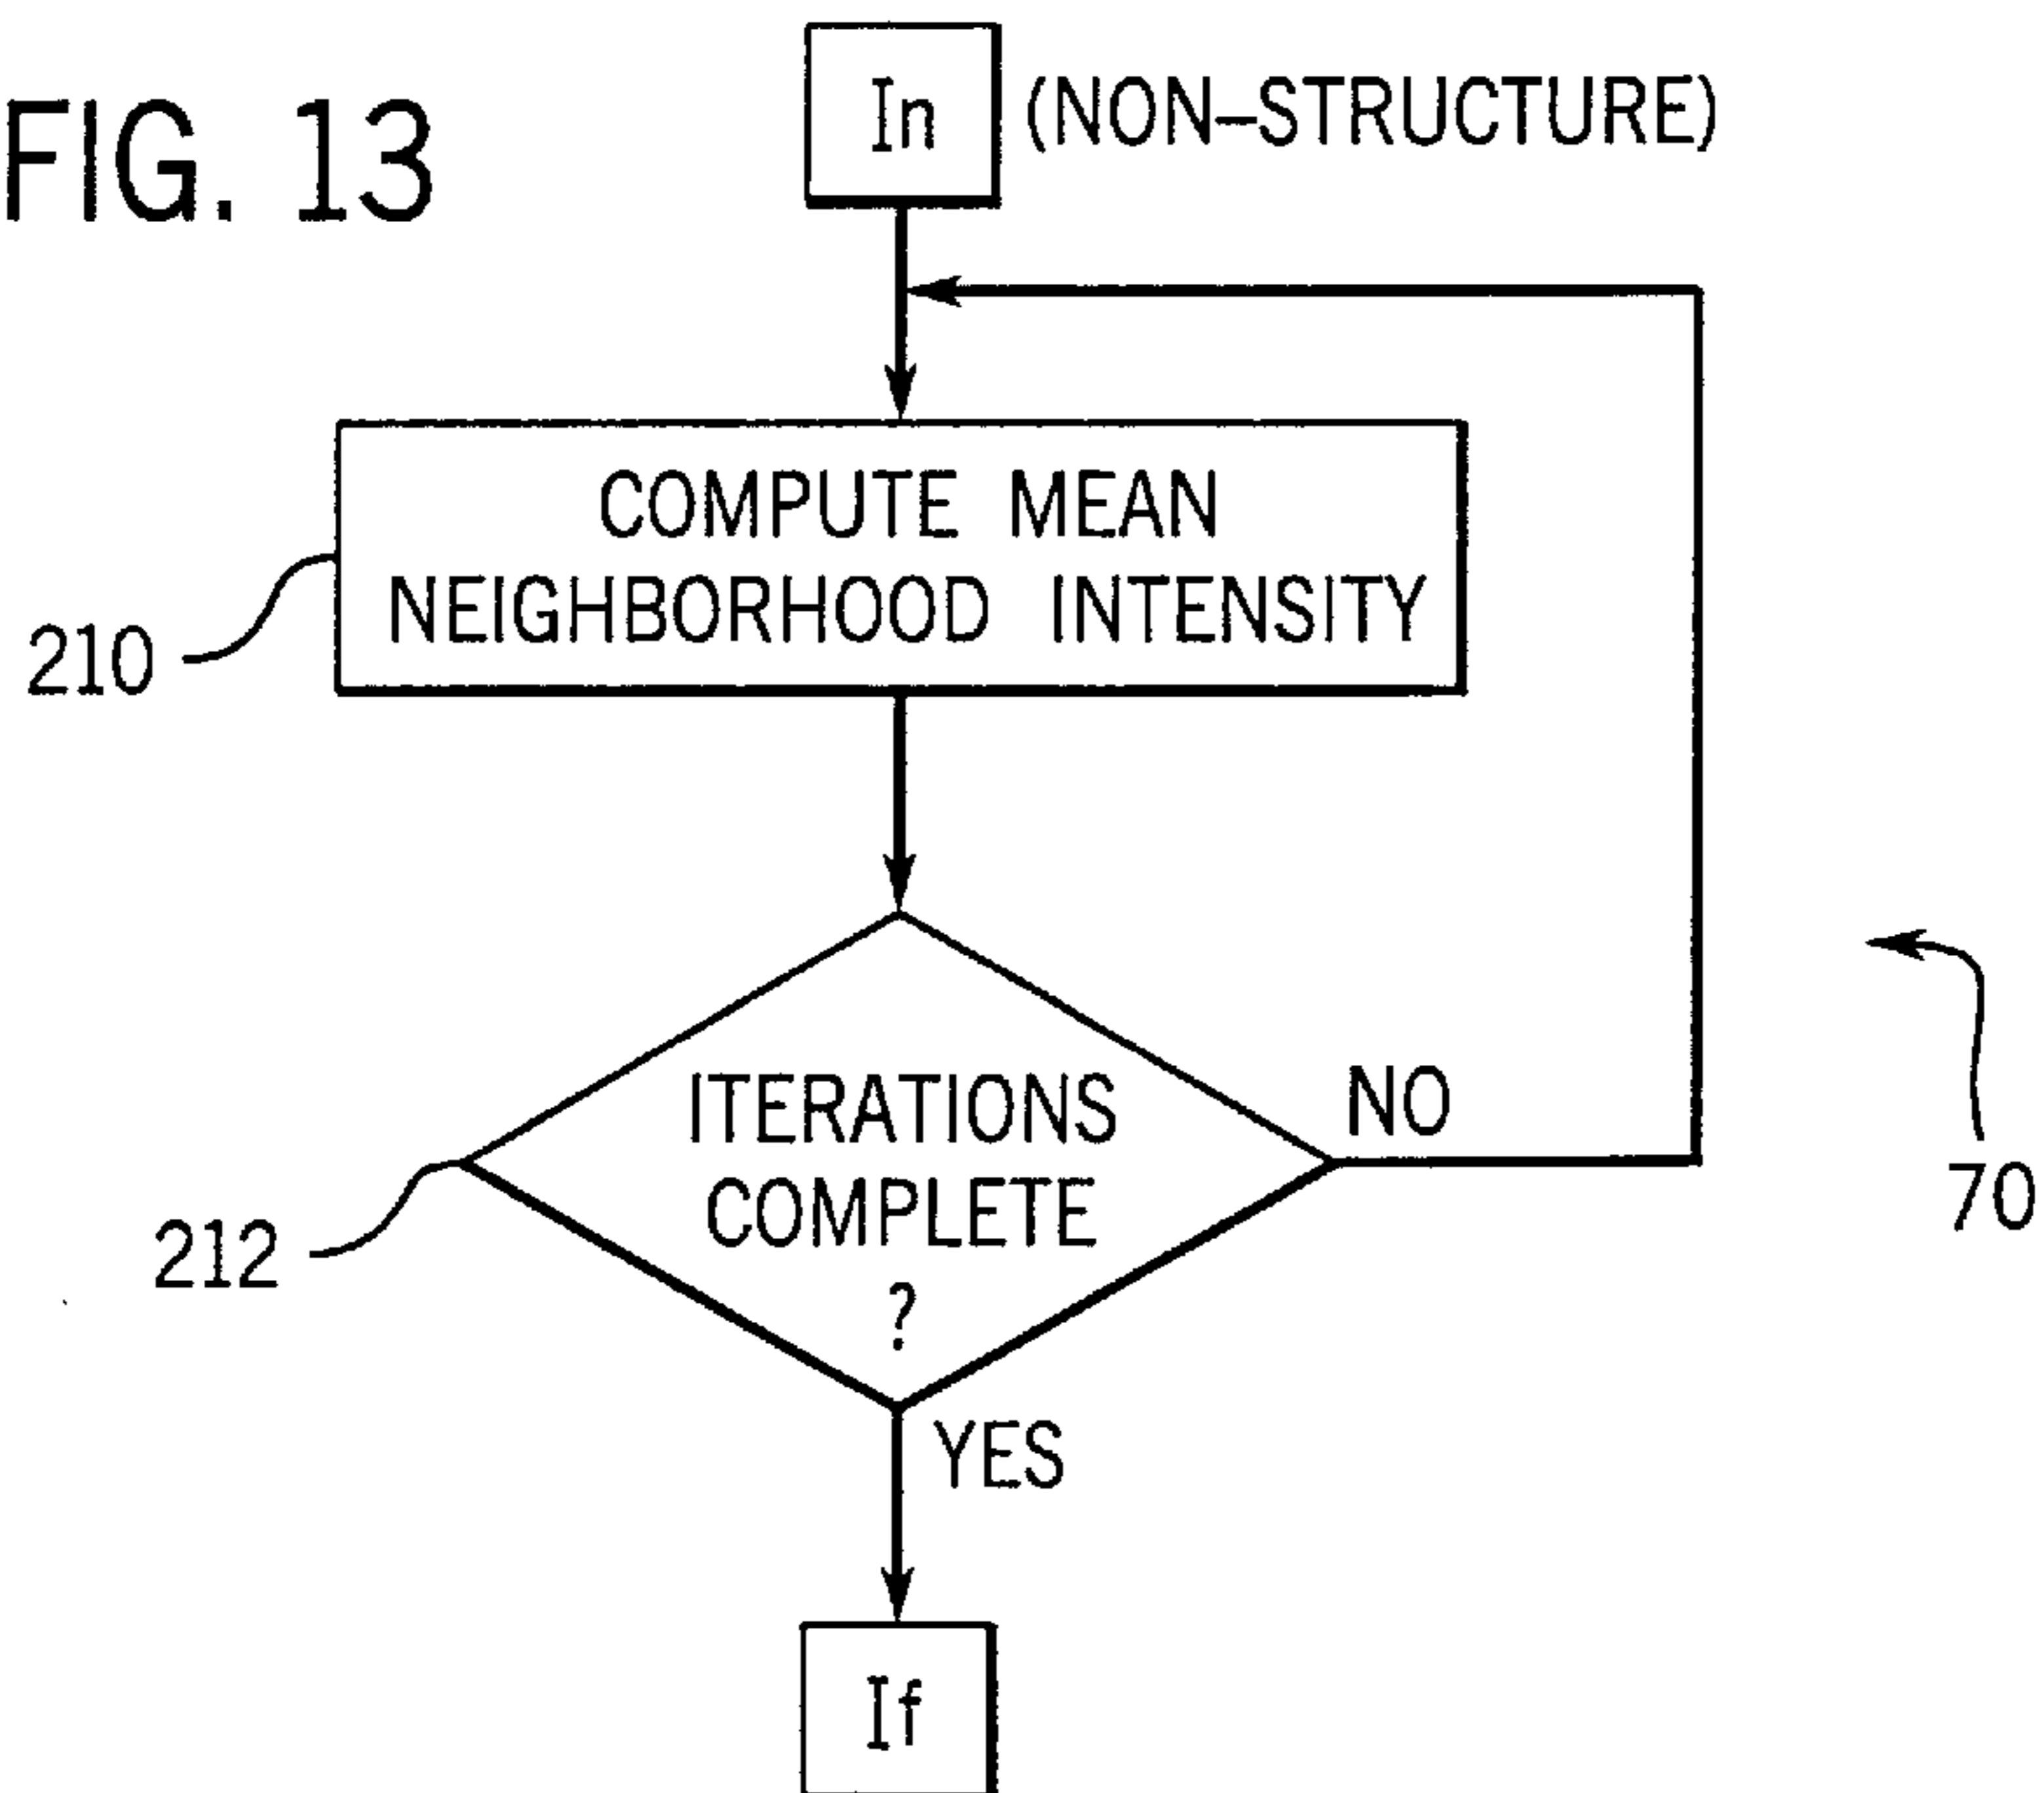 FIG. 13
In (NON-STRUCTURE)
COMPUTE MEAN
NEIGHBORHOOD INTENSITY
210
ITERATIONS
COMPLETE
?
NO
212
70
YES
If